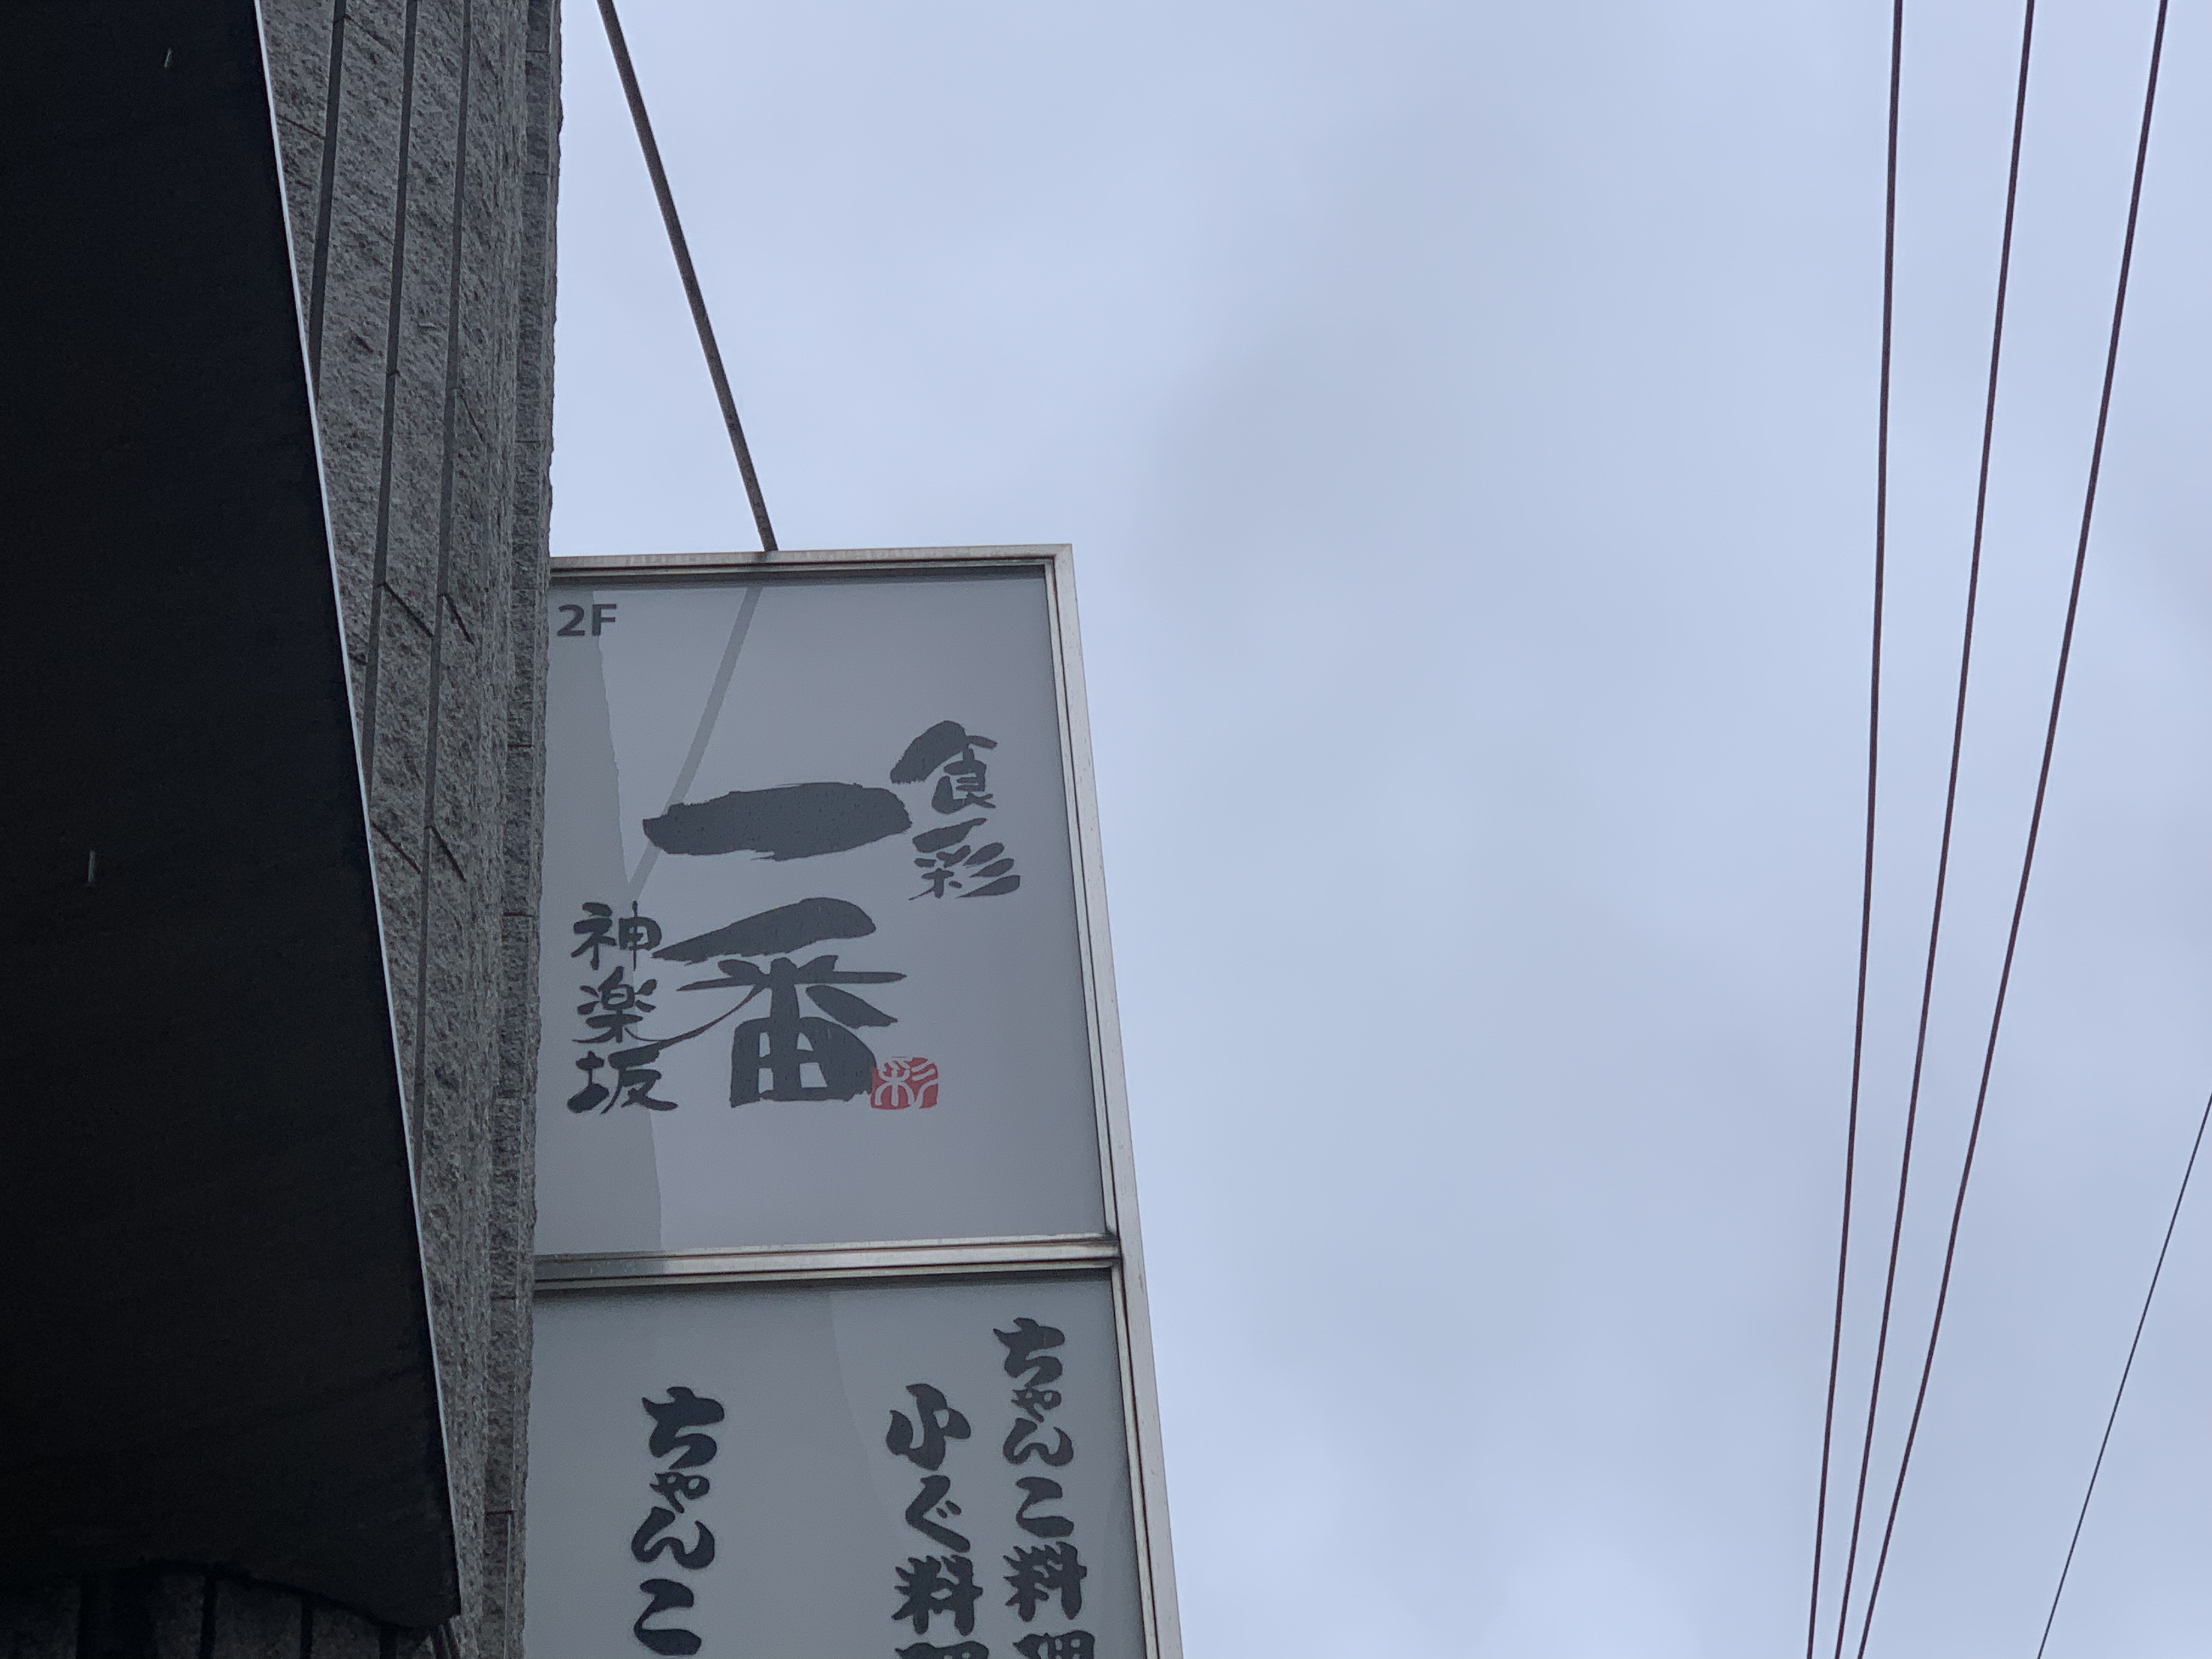 2F
食彩
一番
神楽坂
彩
ちゃんこ料理
ふぐ料理
ちゃんこ